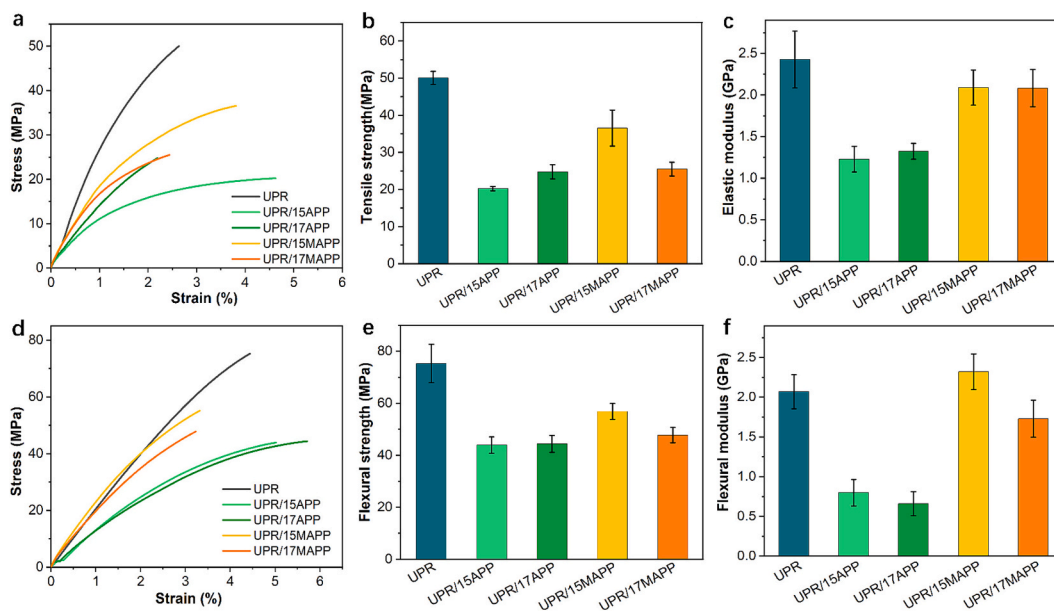 a
50
40
30
20
10
0
Stress (MPa)
UPR
UPR/15APP
UPR/17APP
UPR/15MAPP
UPR/17MAPP
0 1 2 3 4 5 6
Strain (%)
b
60
50
40
30
20
10
0
Tensile strength(MPa)
UPR UPR/15APP UPR/17APP UPR/15MAPP UPR/17MAPP
c
2.5
2.0
1.5
1.0
0.5
0.0
Elastic modulus (GPa)
UPR UPR/15APP UPR/17APP UPR/15MAPP UPR/17MAPP
d
80
60
40
20
0
Stress (MPa)
UPR
UPR/15APP
UPR/17APP
UPR/15MAPP
UPR/17MAPP
0 1 2 3 4 5 6
Strain (%)
e
80
60
40
20
0
Flexural strength (MPa)
UPR UPR/15APP UPR/17APP UPR/15MAPP UPR/17MAPP
f
2.5
2.0
1.5
1.0
0.5
0.0
Flexural modulus (GPa)
UPR UPR/15APP UPR/17APP UPR/15MAPP UPR/17MAPP